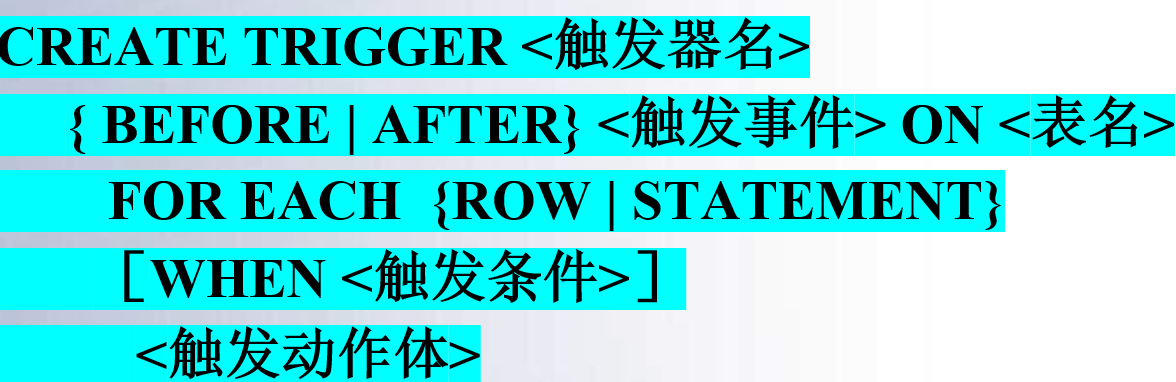 CREATE TRIGGER <触发器名>
{ BEFORE | AFTER} <触发事件> ON <表名>
FOR EACH {ROW | STATEMENT}
［WHEN <触发条件>］
<触发动作体>